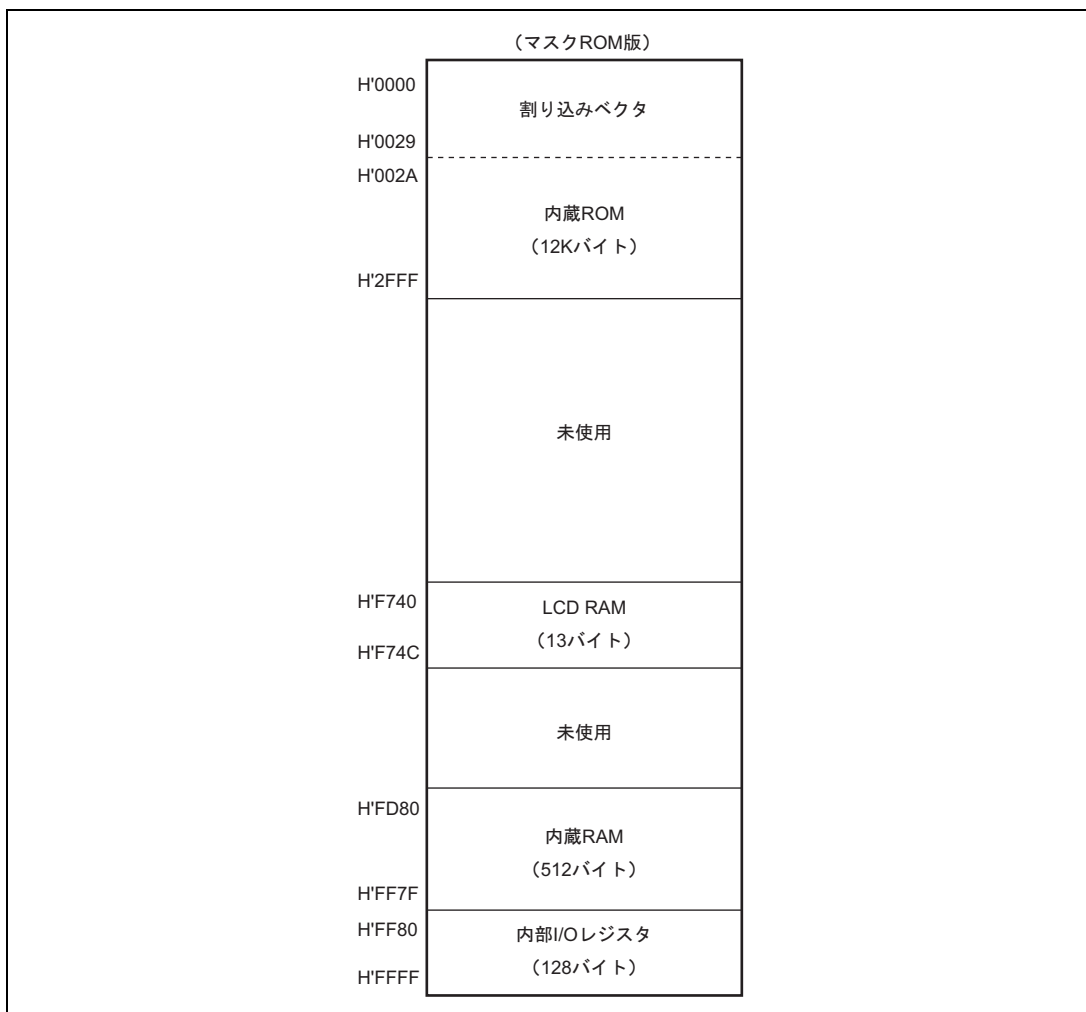 （マスクROM版）
H'0000
割り込みベクタ
H'0029
H'002A
内蔵ROM
（12Kバイト）
H'2FFF
未使用
H'F740
LCD RAM
（13バイト）
H'F74C
未使用
H'FD80
内蔵RAM
（512バイト）
H'FF7F
H'FF80
内部I/Oレジスタ
（128バイト）
H'FFFF